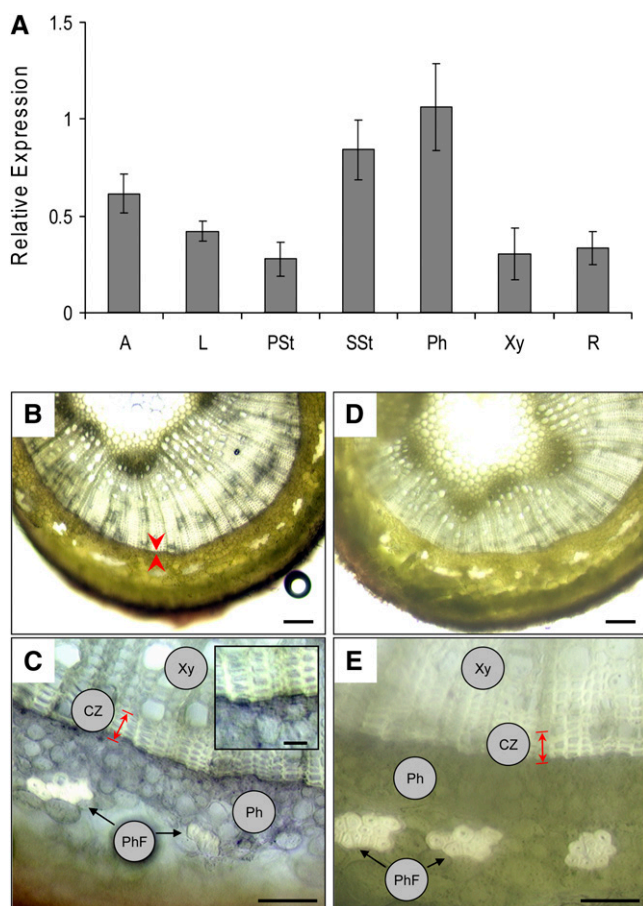 A
Relative Expression
1.5
1
0.5
0
A L PSt SSt Ph Xy R
B
D
C
Xy
CZ
Ph
PhF
E
Xy
CZ
Ph
PhF